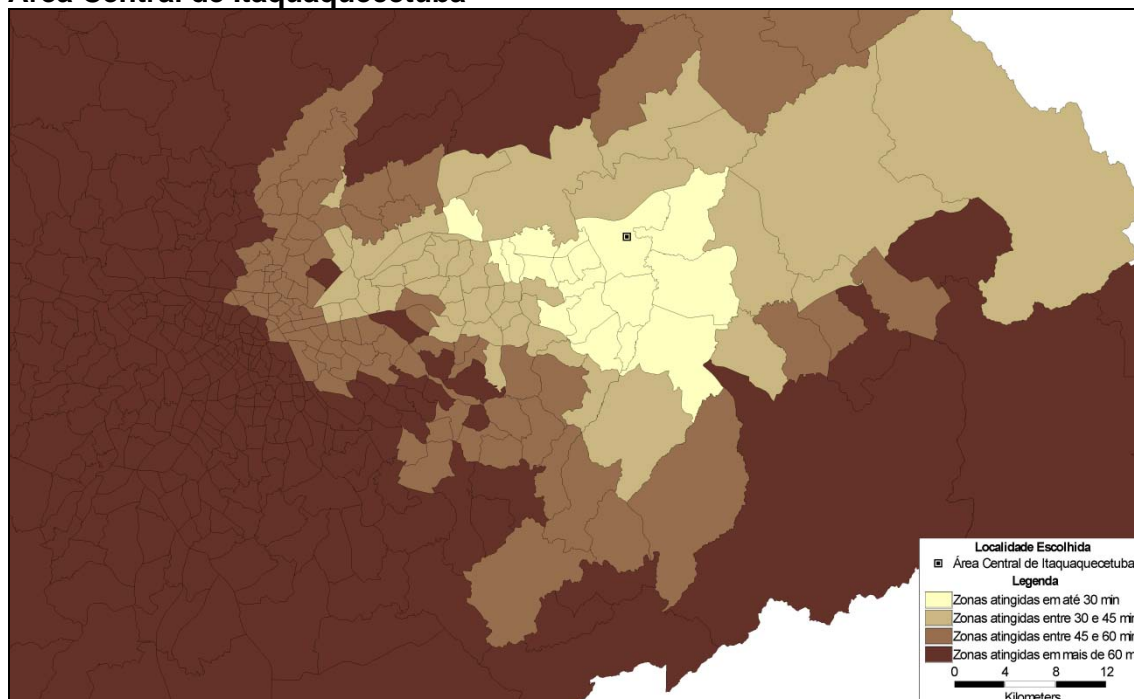 Área Central de Itaquaquecetuba
Localidade Escolhida
Área Central de Itaquaquecetuba
Legenda
Zonas atingidas em até 30 min
Zonas atingidas entre 30 e 45 min
Zonas atingidas entre 45 e 60 min
Zonas atingidas em mais de 60 m
0 4 8 12
Kilometers